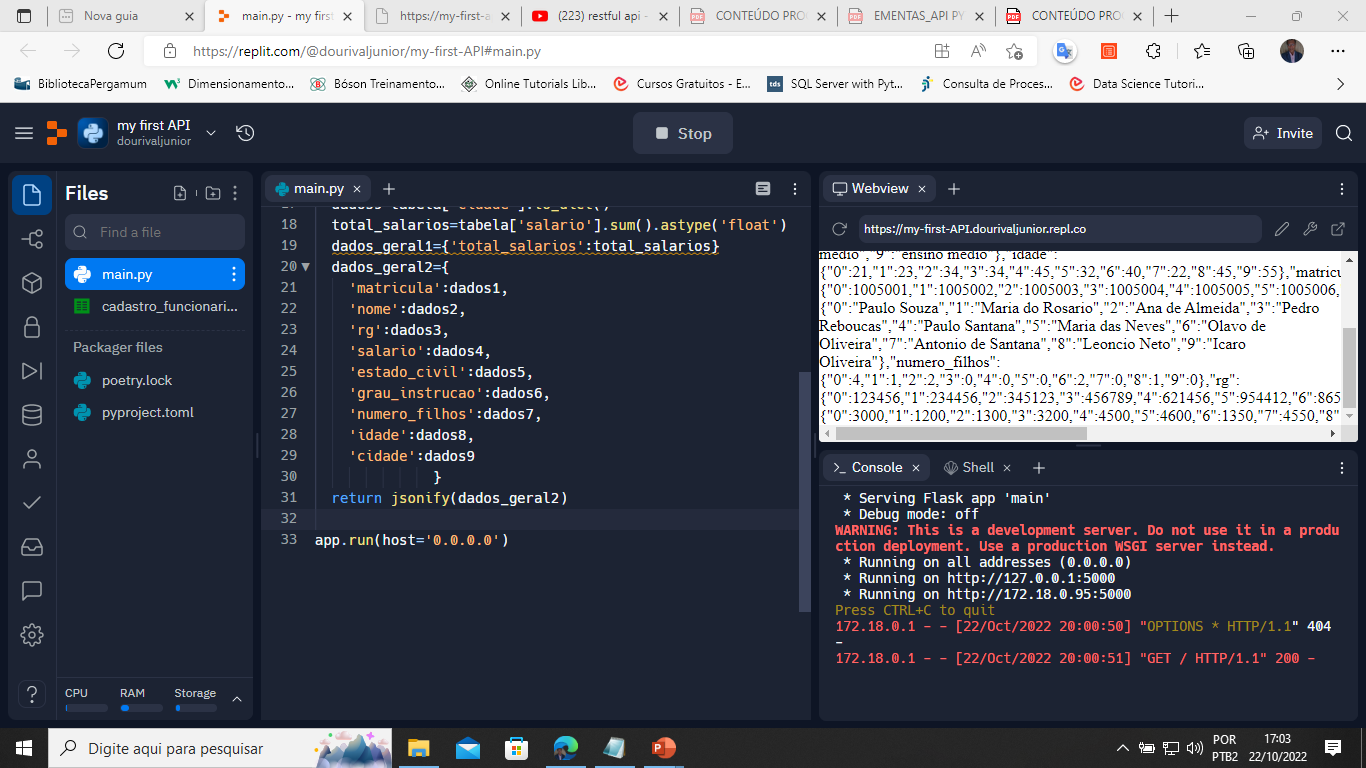 Nova guia
main.py - my first
https://my-first-a
(223) restful api -
CONTEÚDO PRO
EMENTAS_API PY
CONTEÚDO PRO
https://replit.com/@dourivaljunior/my-first-API#main.py
BibliotecaPergamum
Dimensionamento...
Bóson Treinamento...
Online Tutorials Lib...
Cursos Gratuitos - E...
SQL Server with Pyt...
Consulta de Proces...
Data Science Tutori...
my first API
dourivaljunior
Stop
Invite
Files
Find a file
main.py
cadastro_funcionari...
Packager files
poetry.lock
pyproject.toml
CPU
RAM
Storage
main.py
18 total_salarios=tabela['salario'].sum().astype('float')
19 dados_geral1={'total_salarios':total_salarios}
20 dados_geral2={
21 'matricula':dados1,
22 'nome':dados2,
23 'rg':dados3,
24 'salario':dados4,
25 'estado_civil':dados5,
26 'grau_instrucao':dados6,
27 'numero_filhos':dados7,
28 'idade':dados8,
29 'cidade':dados9
30 }
31 return jsonify(dados_geral2)
32
33 app.run(host='0.0.0.0')
Webview
https://my-first-API.dourivaljunior.repl.co
medio","9":"ensino medio"},"idade":
{"0":21,"1":23,"2":34,"3":34,"4":45,"5":32,"6":40,"7":22,"8":45,"9":55},"matricu
{"0":1005001,"1":1005002,"2":1005003,"3":1005004,"4":1005005,"5":1005006,
{"0":"Paulo Souza","1":"Maria do Rosario","2":"Ana de Almeida","3":"Pedro
Reboucas","4":"Paulo Santana","5":"Maria das Neves","6":"Olavo de
Oliveira","7":"Antonio de Santana","8":"Leoncio Neto","9":"Icaro
Oliveira"},"numero_filhos":
{"0":4,"1":1,"2":2,"3":0,"4":0,"5":0,"6":2,"7":0,"8":1,"9":0},"rg":
{"0":123456,"1":234456,"2":345123,"3":456789,"4":621456,"5":954412,"6":865
{"0":3000,"1":1200,"2":1300,"3":3200,"4":4500,"5":4600,"6":1350,"7":4550,"8"
Console
Shell
* Serving Flask app 'main'
* Debug mode: off
WARNING: This is a development server. Do not use it in a produ
ction deployment. Use a production WSGI server instead.
* Running on all addresses (0.0.0.0)
* Running on http://127.0.0.1:5000
* Running on http://172.18.0.95:5000
Press CTRL+C to quit
172.18.0.1 - - [22/Oct/2022 20:00:50] "OPTIONS * HTTP/1.1" 404
-
172.18.0.1 - - [22/Oct/2022 20:00:51] "GET / HTTP/1.1" 200 -
Digite aqui para pesquisar
POR
PTB2
17:03
22/10/2022